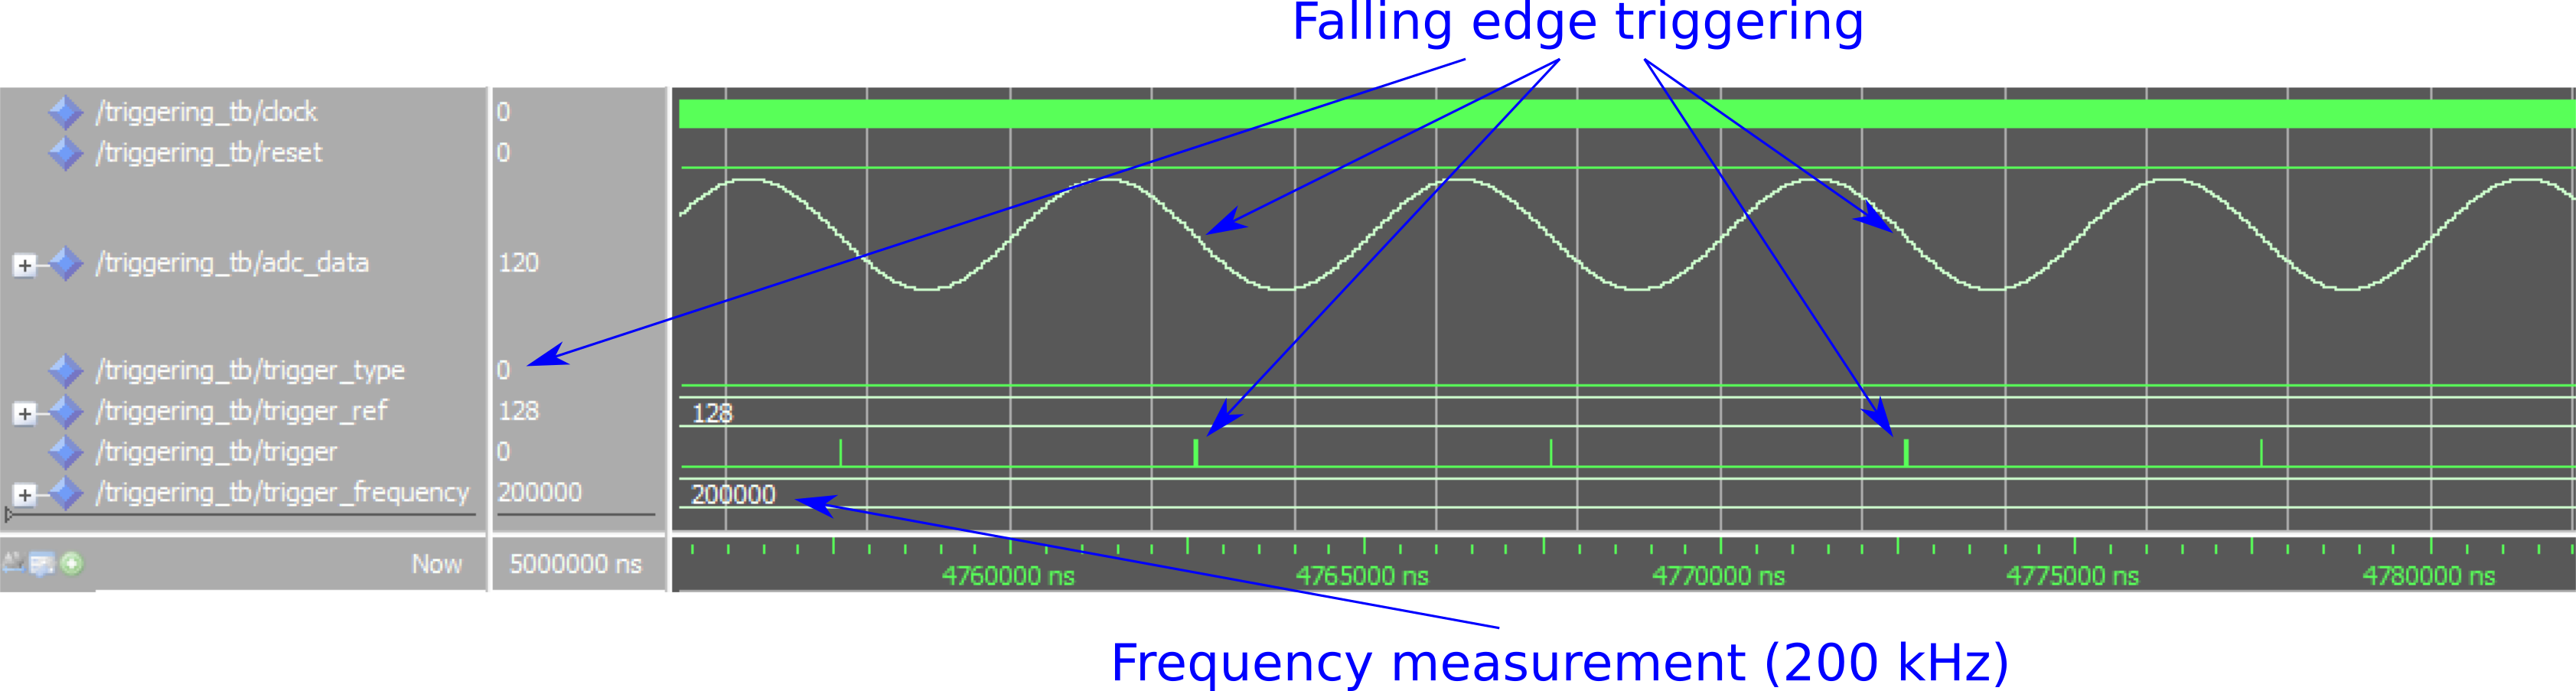 Falling edge triggering
/triggering_tb/clock 0
/triggering_tb/reset 0
/triggering_tb/adc_data 120
/triggering_tb/trigger_type 0
/triggering_tb/trigger_ref 128 128
/triggering_tb/trigger 0
/triggering_tb/trigger_frequency 200000 200000
Now 5000000 ns 4760000 ns 4765000 ns 4770000 ns 4775000 ns 4780000 ns
Frequency measurement (200 kHz)